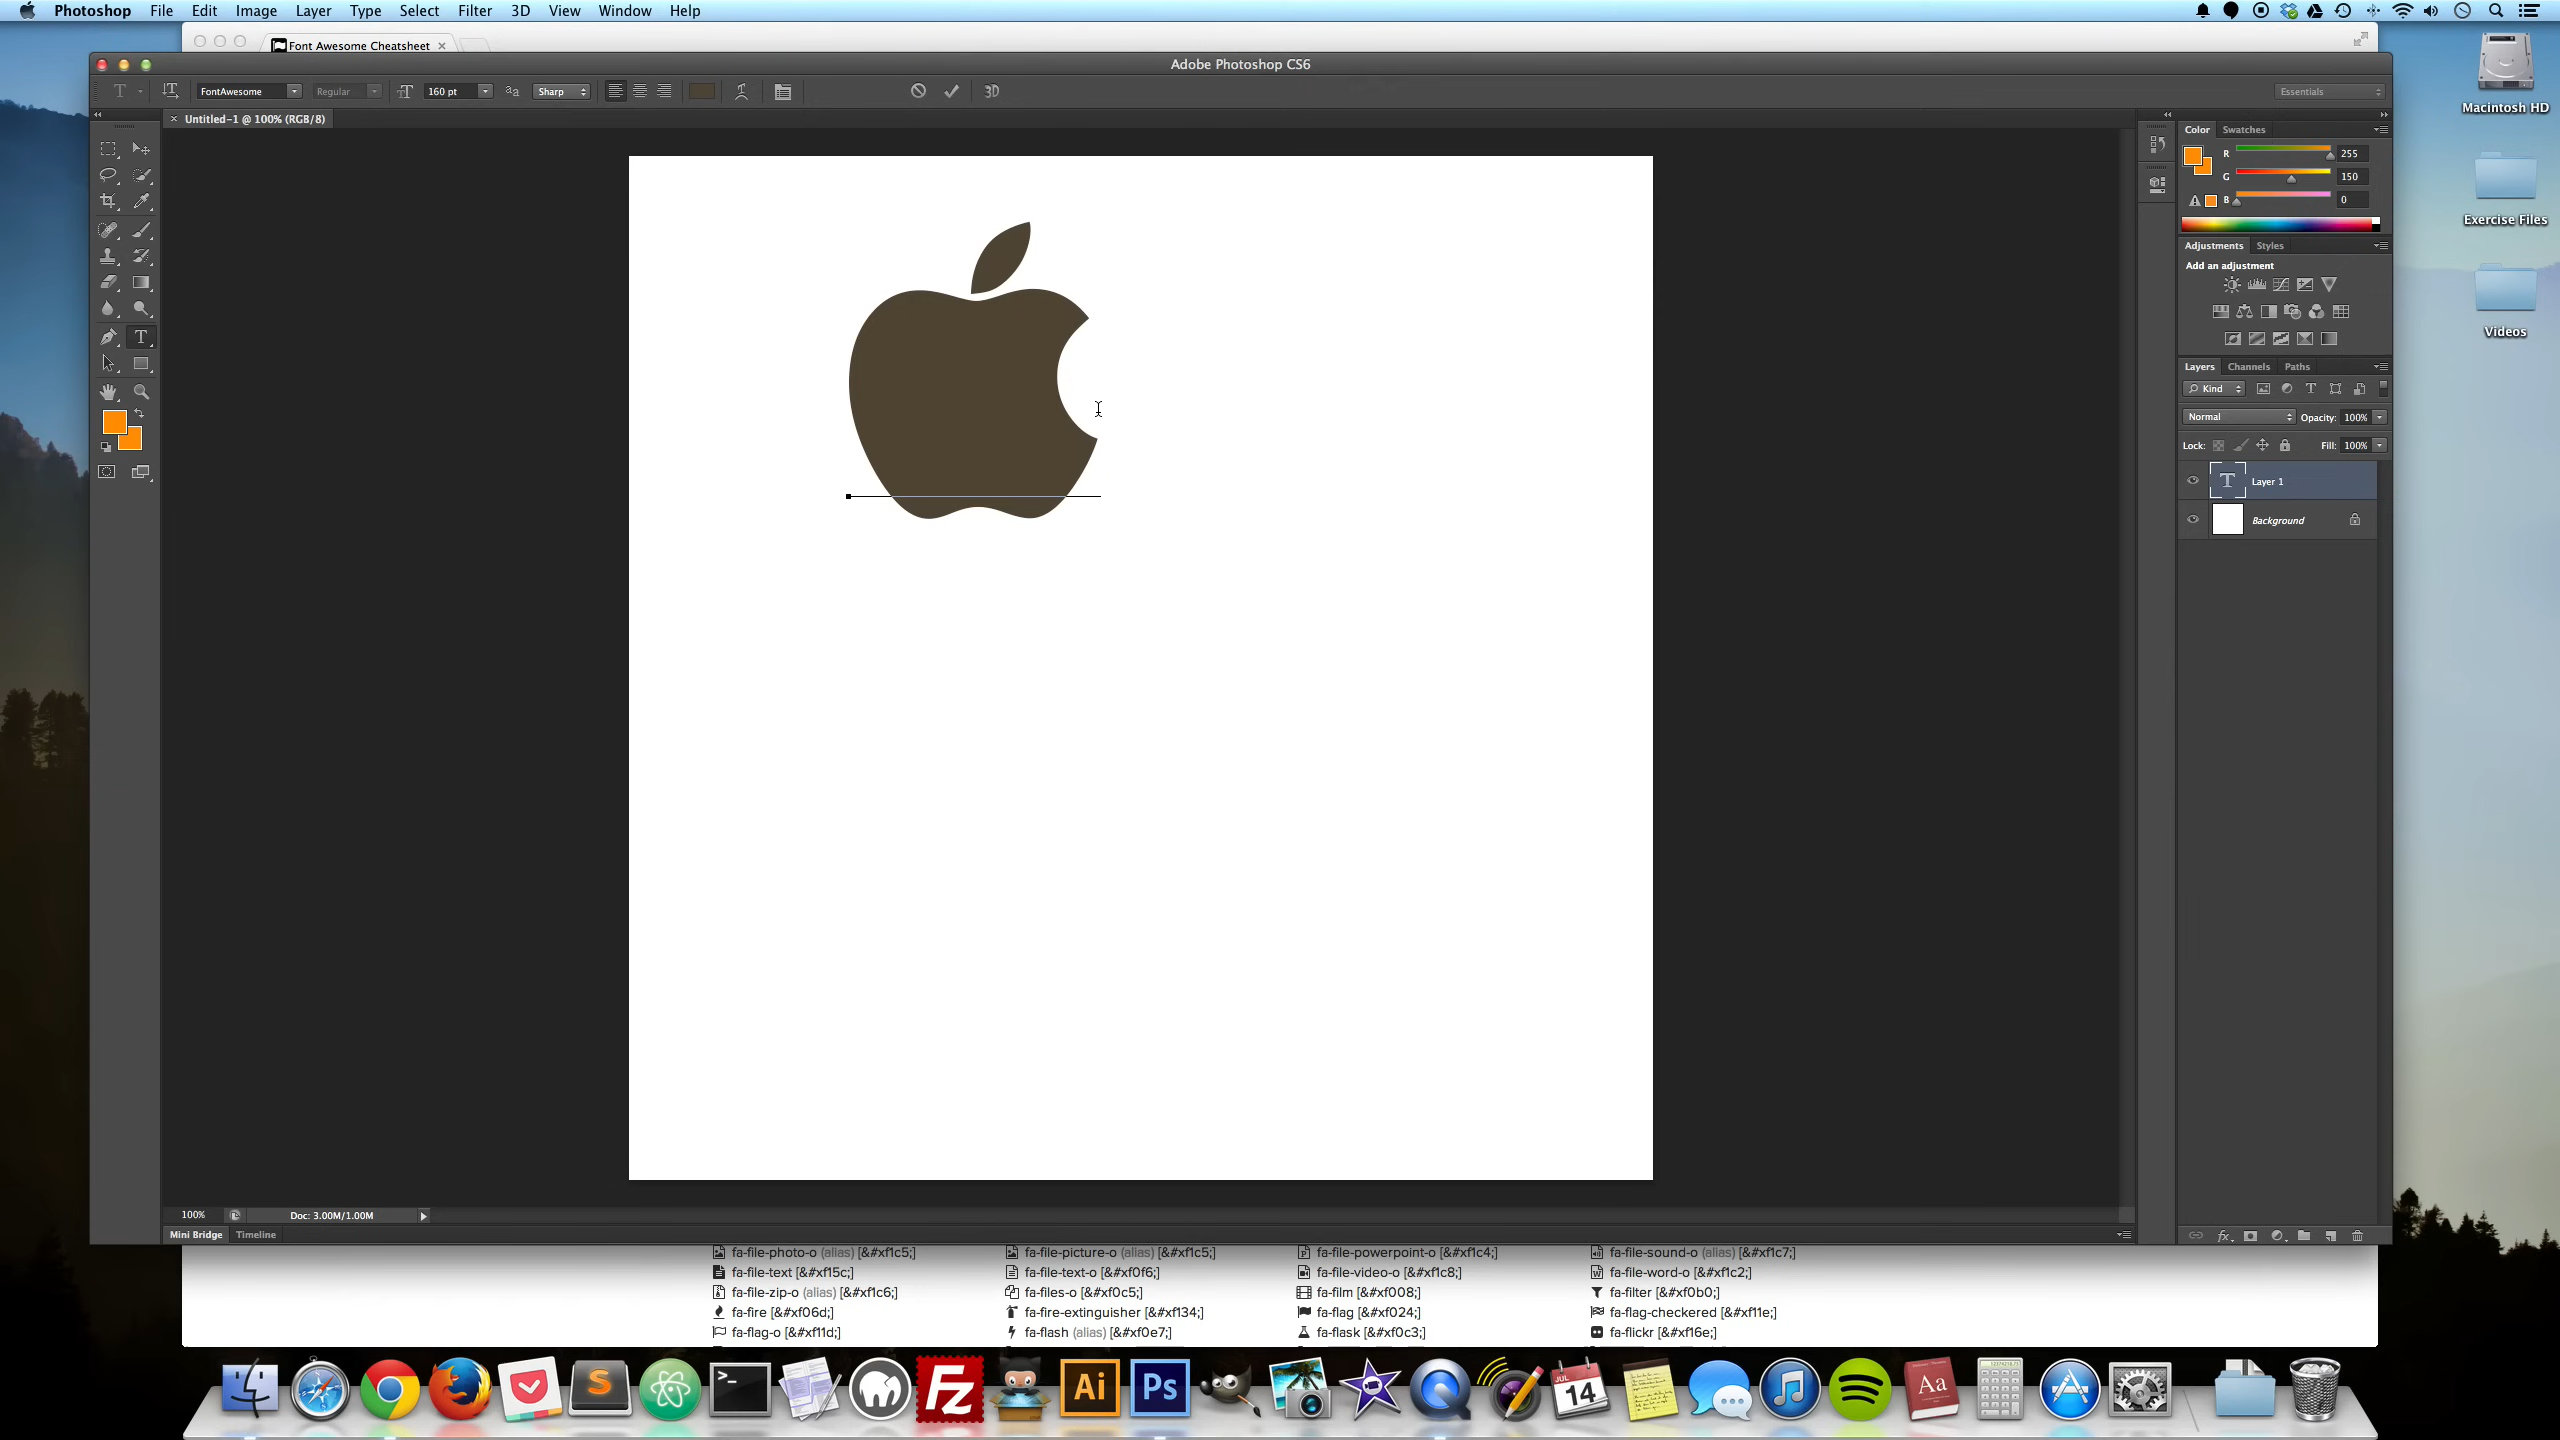 Photoshop File Edit Image Layer Type Select Filter 3D View Window Help
Font Awesome Cheatsheet
Adobe Photoshop CS6
FontAwesome Regular 160 pt Sharp 3D Essentials
Untitled-1 @ 100% (RGB/8)
Macintosh HD
Color Swatches
R 255
G 150
B 0
Exercise Files
Adjustments Styles
Add an adjustment
Videos
Layers Channels Paths
Kind
Normal Opacity: 100%
Lock: Fill: 100%
T Layer 1
Background
100% Doc: 3.00M/1.00M
Mini Bridge Timeline
fa-file-photo-o (alias) [&#xf1c5;] fa-file-picture-o (alias) [&#xf1c5;] fa-file-powerpoint-o [&#xf1c4;] fa-file-sound-o (alias) [&#xf1c7;]
fa-file-text [&#xf15c;] fa-file-text-o [&#xf0f6;] fa-file-video-o [&#xf1c8;] fa-file-word-o [&#xf1c2;]
fa-file-zip-o (alias) [&#xf1c6;] fa-files-o [&#xf0c5;] fa-film [&#xf008;] fa-filter [&#xf0b0;]
fa-fire [&#xf06d;] fa-fire-extinguisher [&#xf134;] fa-flag [&#xf024;] fa-flag-checkered [&#xf11e;]
fa-flag-o [&#xf11d;] fa-flash (alias) [&#xf0e7;] fa-flask [&#xf0c3;] fa-flickr [&#xf16e;]
S >_ Fz Ai Ps JUL 14 Aa